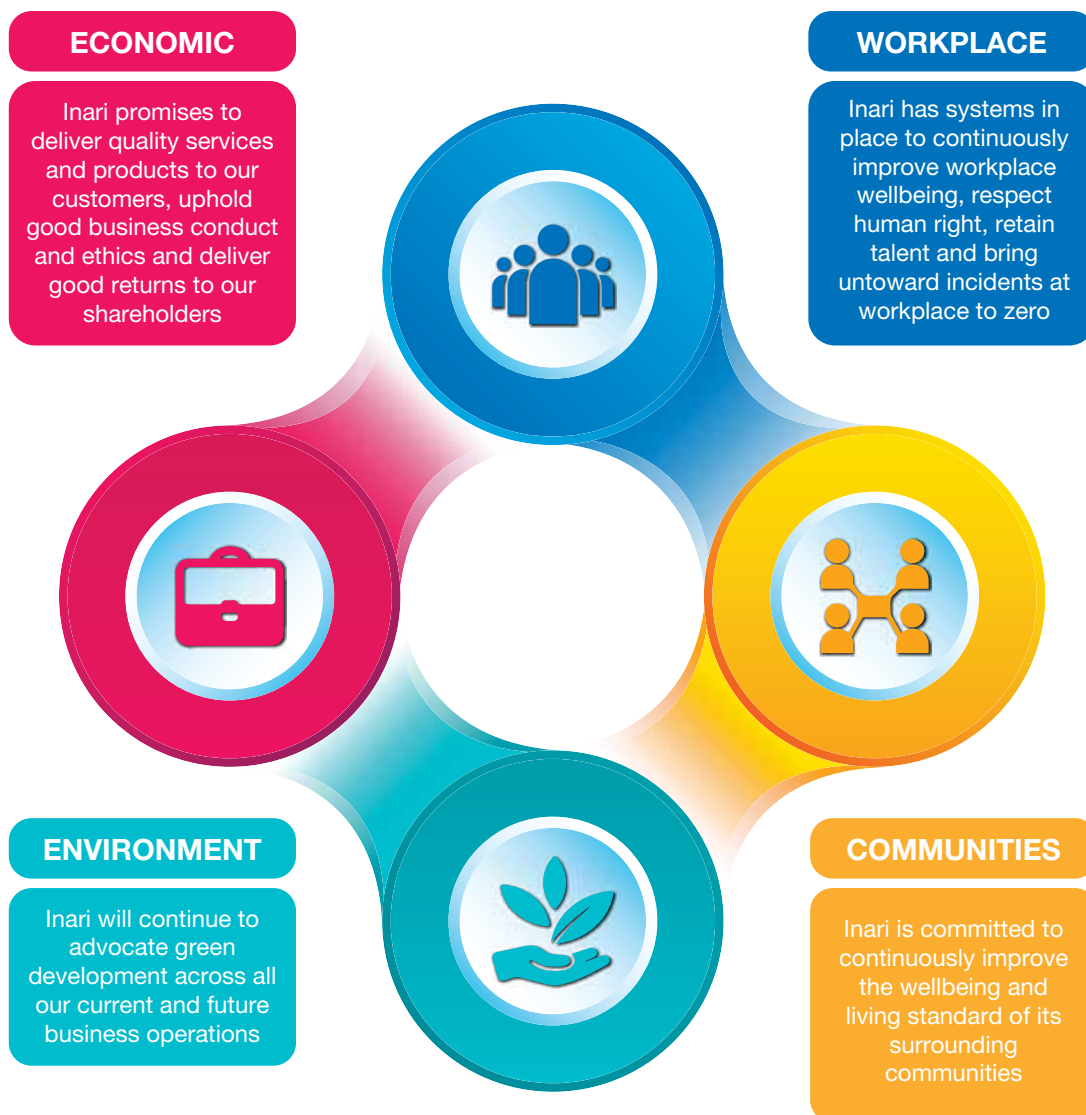 ECONOMIC
Inari promises to
deliver quality services
and products to our
customers, uphold
good business conduct
and ethics and deliver
good returns to our
shareholders
WORKPLACE
Inari has systems in
place to continuously
improve workplace
wellbeing, respect
human right, retain
talent and bring
untoward incidents at
workplace to zero
ENVIRONMENT
Inari will continue to
advocate green
development across all
our current and future
business operations
COMMUNITIES
Inari is committed to
continuously improve
the wellbeing and
living standard of its
surrounding
communities